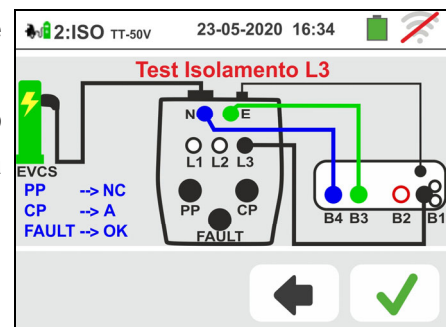 2:ISO TT-50V 23-05-2020 16:34
Test Isolamento L3
N E
L1 L2 L3
EVCS
PP --> NC
CP --> A
FAULT --> OK
PP CP
FAULT
B4 B3 B2 B1